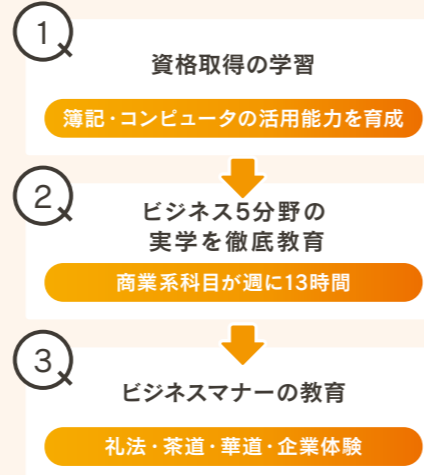 1
資格取得の学習
簿記・コンピュータの活用能力を育成
2
ビジネス5分野の
実学を徹底教育
商業系科目が週に13時間
3
ビジネスマナーの教育
礼法・茶道・華道・企業体験